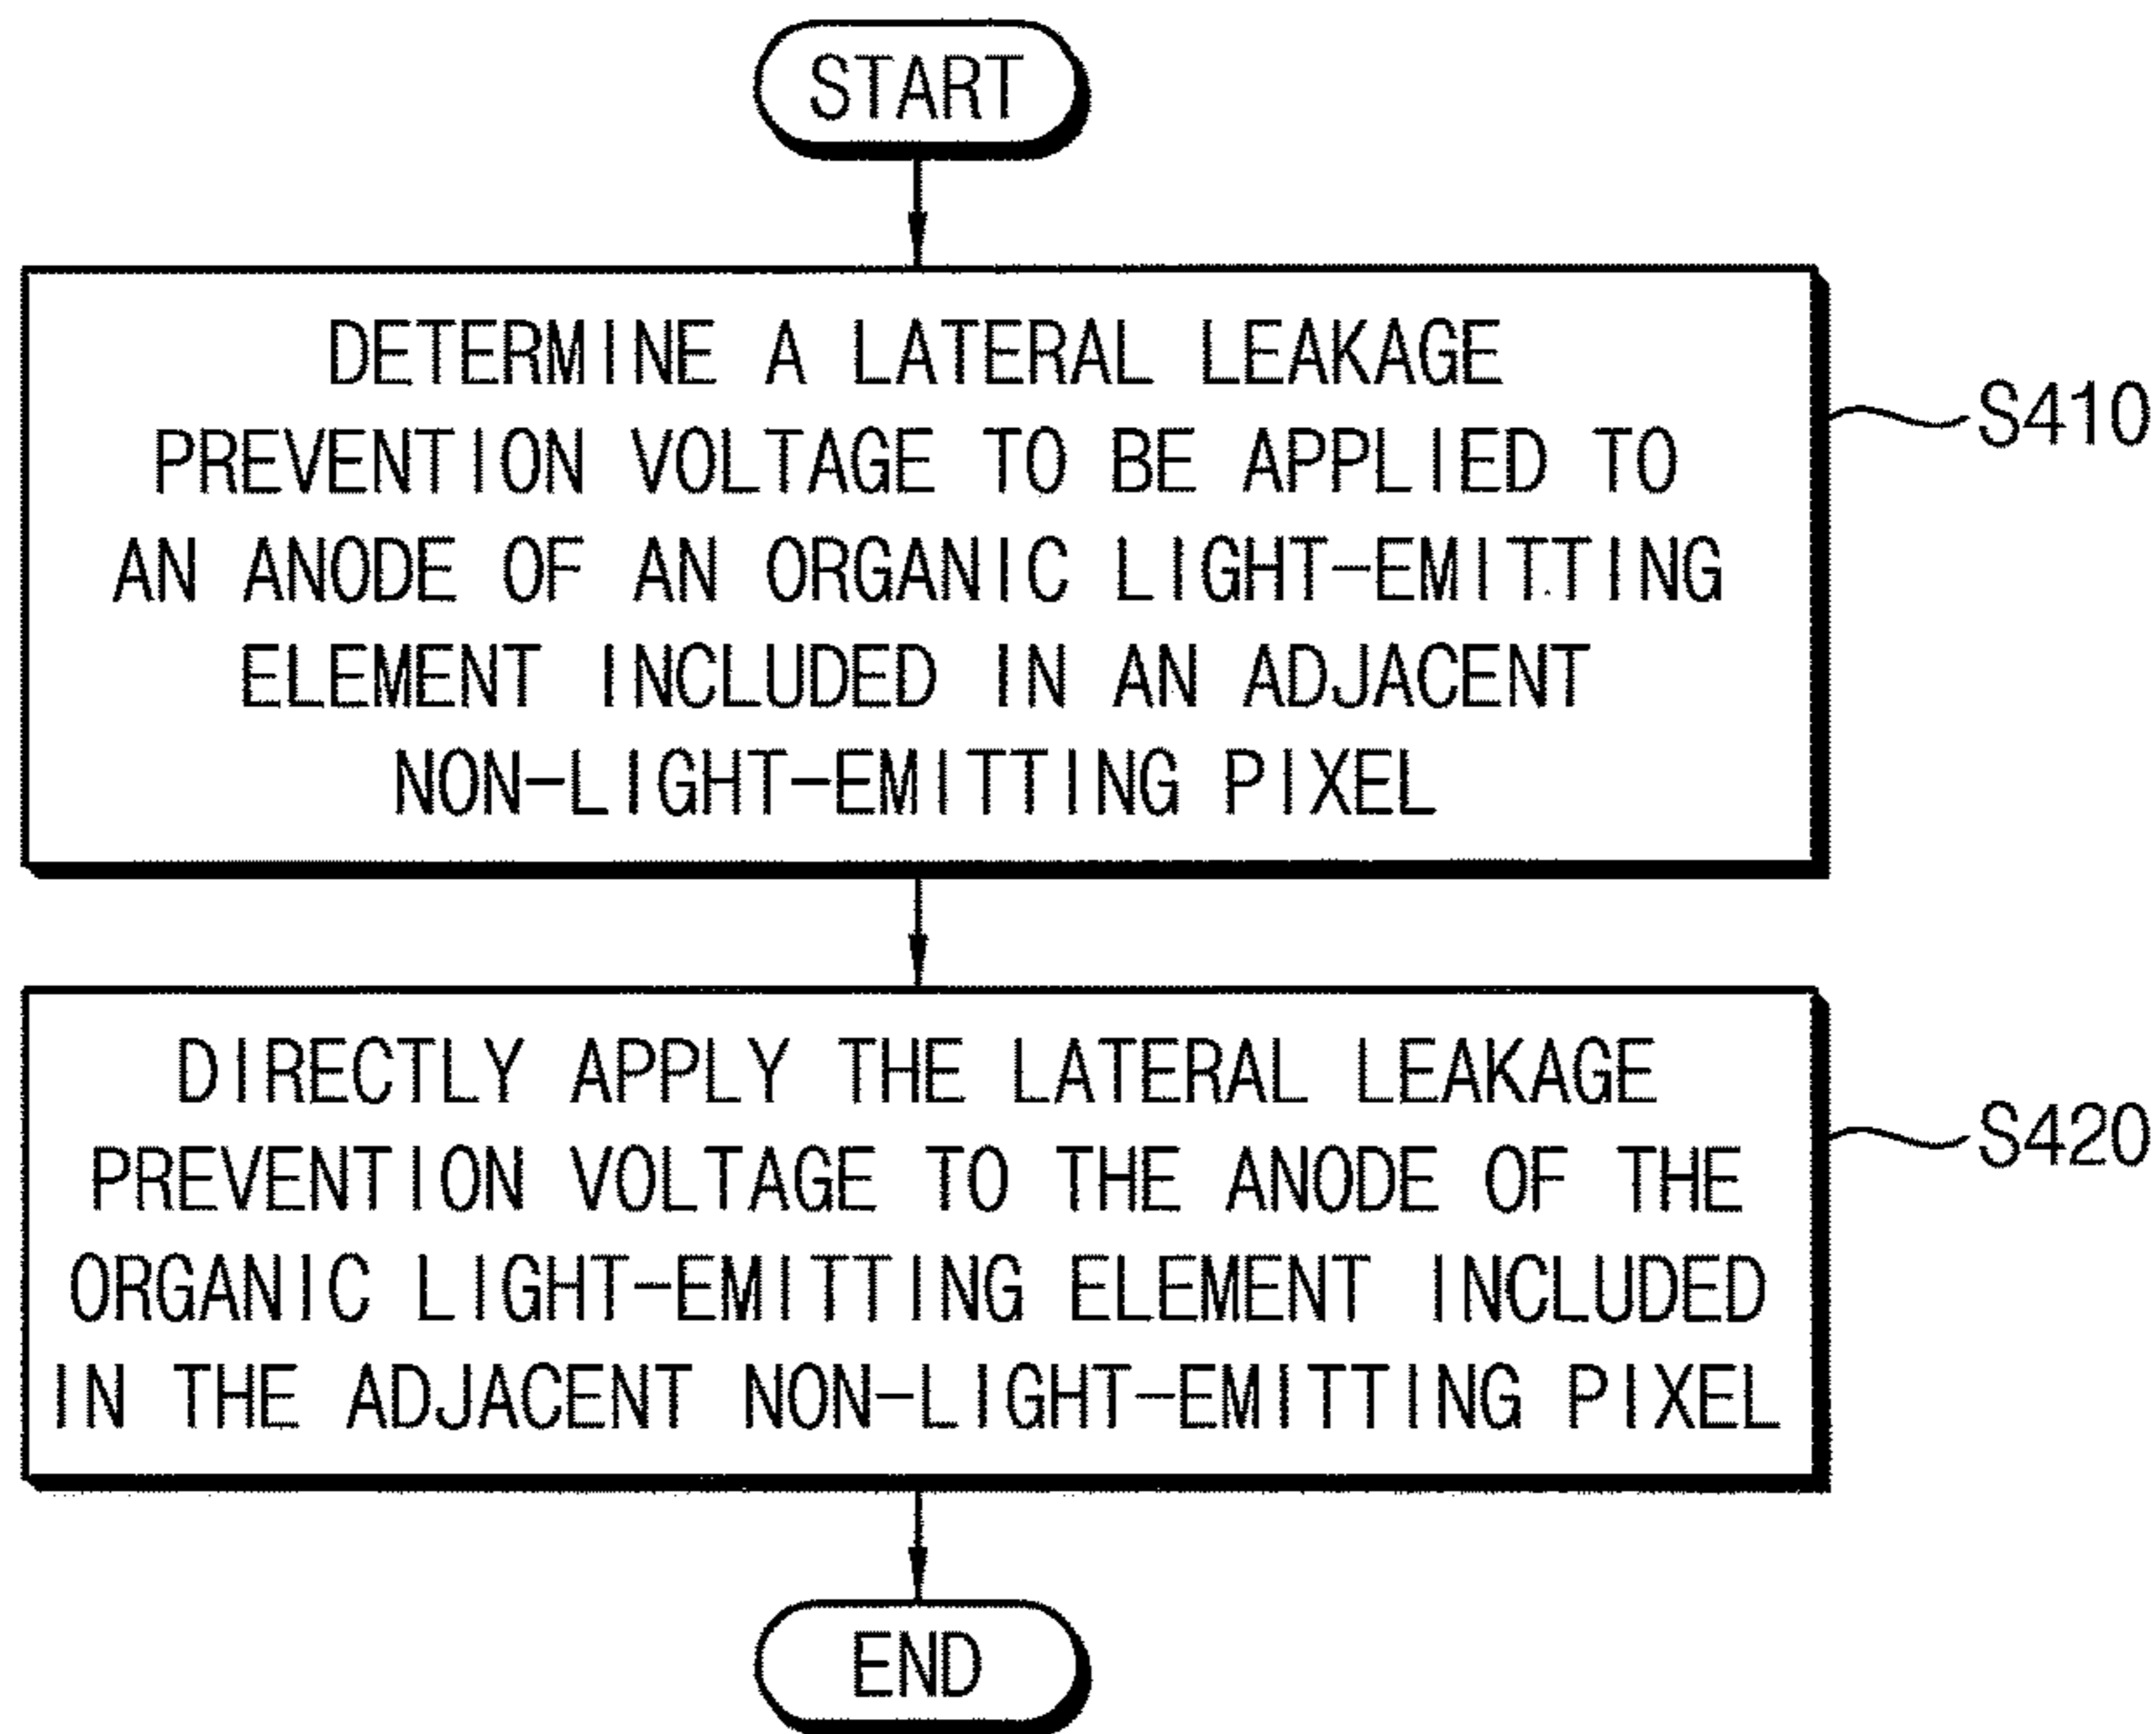 START
DETERMINE A LATERAL LEAKAGE
PREVENTION VOLTAGE TO BE APPLIED TO
AN ANODE OF AN ORGANIC LIGHT-EMITTING
ELEMENT INCLUDED IN AN ADJACENT
NON-LIGHT-EMITTING PIXEL
S410
DIRECTLY APPLY THE LATERAL LEAKAGE
PREVENTION VOLTAGE TO THE ANODE OF THE
ORGANIC LIGHT-EMITTING ELEMENT INCLUDED
IN THE ADJACENT NON-LIGHT-EMITTING PIXEL
S420
END